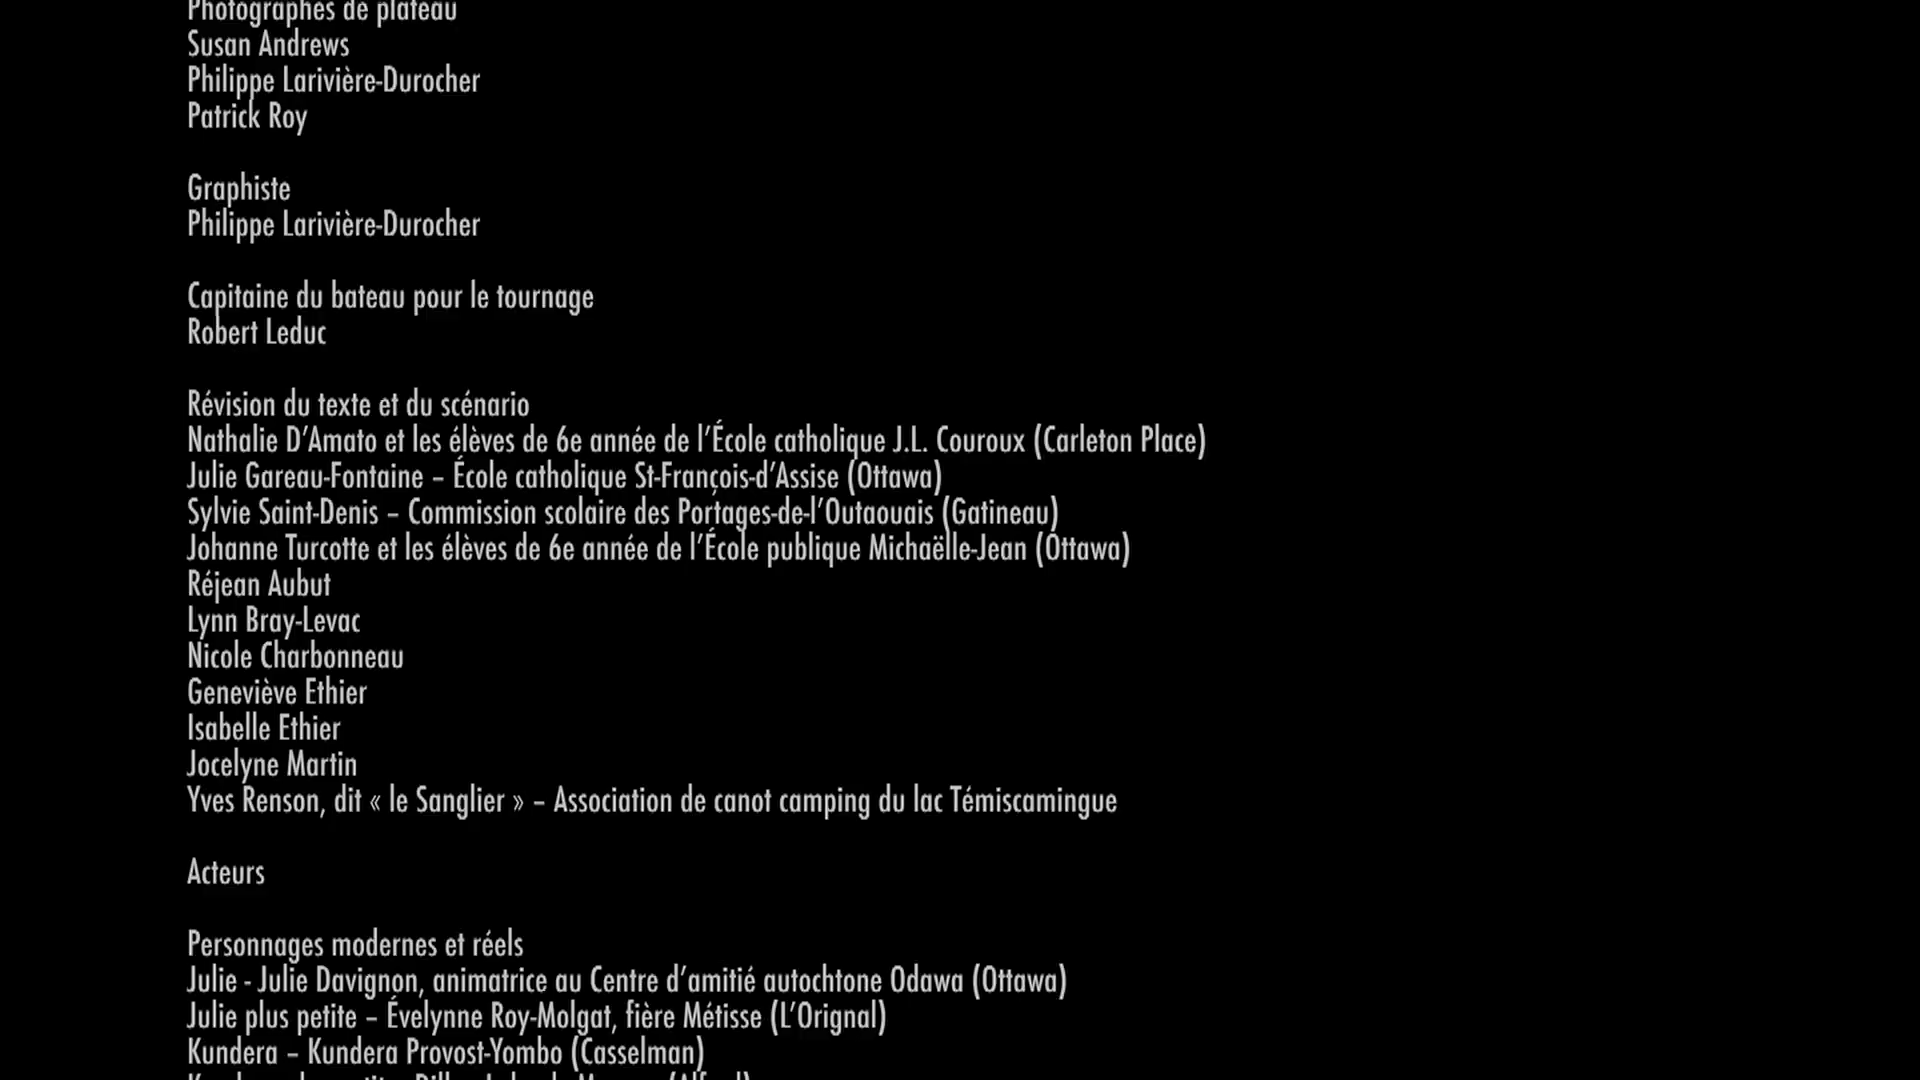 Photographes de plateau
Susan Andrews
Philippe Larivière-Durocher
Patrick Roy
Graphiste
Philippe Larivière-Durocher
Capitaine du bateau pour le tournage
Robert Leduc
Révision du texte et du scénario
Nathalie D’Amato et les élèves de 6e année de l’École catholique J.L. Couroux (Carleton Place)
Julie Gareau-Fontaine – École catholique St-François-d’Assise (Ottawa)
Sylvie Saint-Denis – Commission scolaire des Portages-de-l’Outaouais (Gatineau)
Johanne Turcotte et les élèves de 6e année de l’École publique Michaëlle-Jean (Ottawa)
Réjean Aubut
Lynn Bray-Levac
Nicole Charbonneau
Geneviève Ethier
Isabelle Ethier
Jocelyne Martin
Yves Renson, dit « le Sanglier » – Association de canot camping du lac Témiscamingue
Acteurs
Personnages modernes et réels
Julie - Julie Davignon, animatrice au Centre d’amitié autochtone Odawa (Ottawa)
Julie plus petite – Évelynne Roy-Molgat, fière Métisse (L’Orignal)
Kundera – Kundera Provost-Yombo (Casselman)